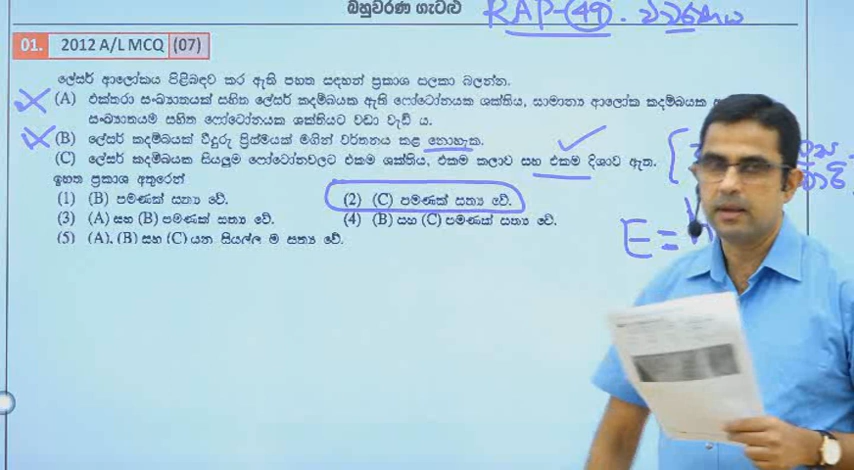 බහුවරණ ගැටළු RAP-49. විවරණය
01. 2012 A/L MCQ (07)
ලේසර් ආලෝකය පිළිබඳව කර ඇති පහත සඳහන් ප්‍රකාශ සලකා බලන්න.
(A) එක්තරා සංඛ්‍යාතයක් සහිත ලේසර් කදම්බයක ඇති ෆෝටෝනයක ශක්තිය, සාමාන්‍ය ආලෝක කදම්බයක
සංඛ්‍යාතයම සහිත ෆෝටෝනයක ශක්තියට වඩා වැඩි ය.
(B) ලේසර් කදම්බයක් වීදුරු ප්‍රිස්මයක් මගින් වර්තනය කළ නොහැක.
(C) ලේසර් කදම්බයක සියලුම ෆෝටෝනවලට එකම ශක්තිය, එකම කලාව සහ එකම දිශාව ඇත.
ඉහත ප්‍රකාශ අතුරෙන්
(1) (B) පමණක් සත්‍ය වේ. (2) (C) පමණක් සත්‍ය වේ.
(3) (A) සහ (B) පමණක් සත්‍ය වේ. (4) (B) සහ (C) පමණක් සත්‍ය වේ.
(5) (A), (B) සහ (C) යන සියල්ල ම සත්‍ය වේ.
E = h